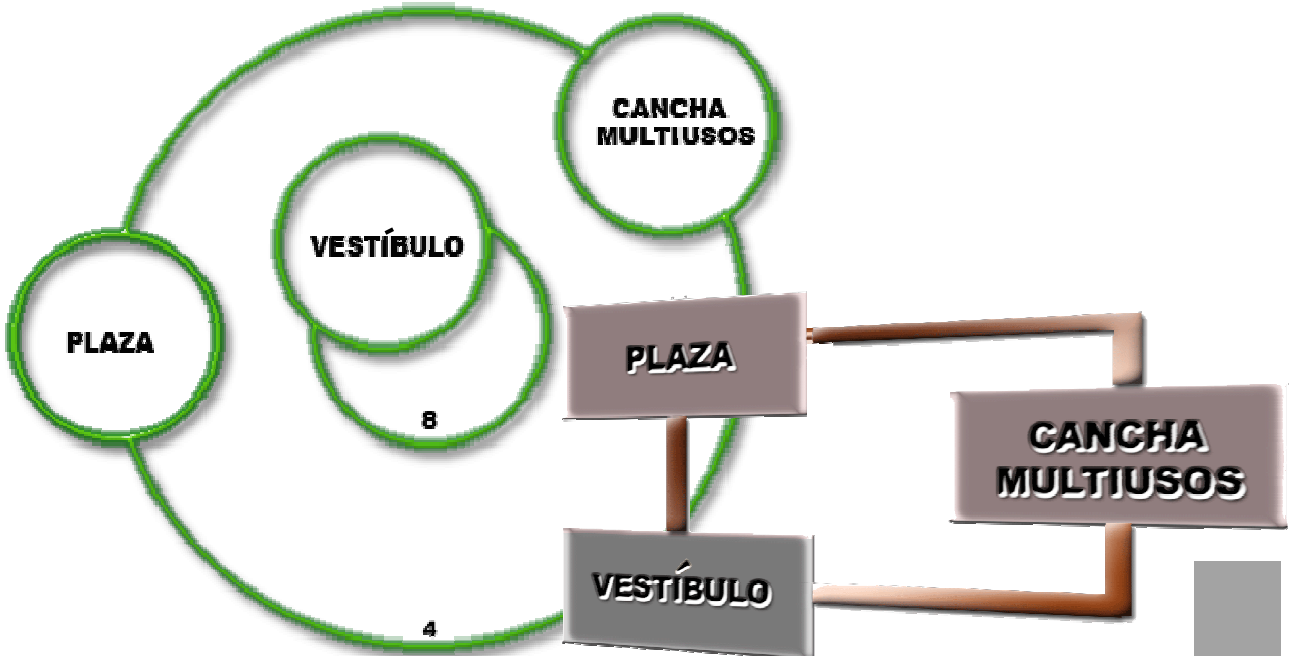 CANCHA
MULTIUSOS
VESTÍBULO
PLAZA
8
4
PLAZA
CANCHA
MULTIUSOS
VESTÍBULO